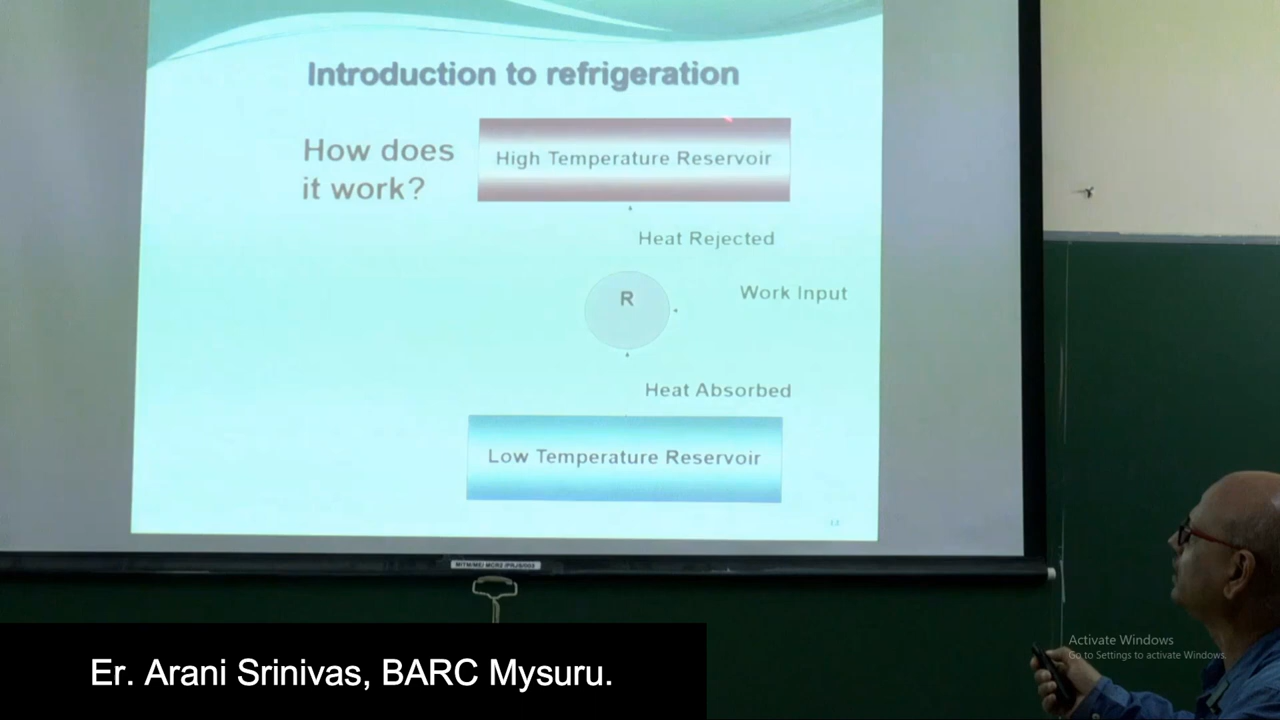 Introduction to refrigeration
How does
it work?
High Temperature Reservoir
Heat Rejected
R
Work Input
Heat Absorbed
Low Temperature Reservoir
Activate Windows
Go to Settings to activate Windows.
Er. Arani Srinivas, BARC Mysuru.